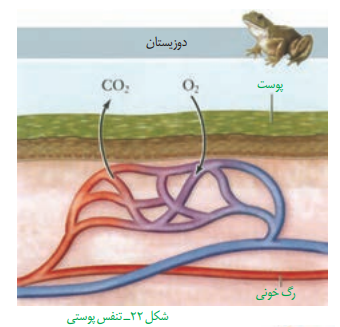 دوزیستان
پوست
CO₂
O₂
رگ خونی
شکل ۲۲ـ تنفس پوستی